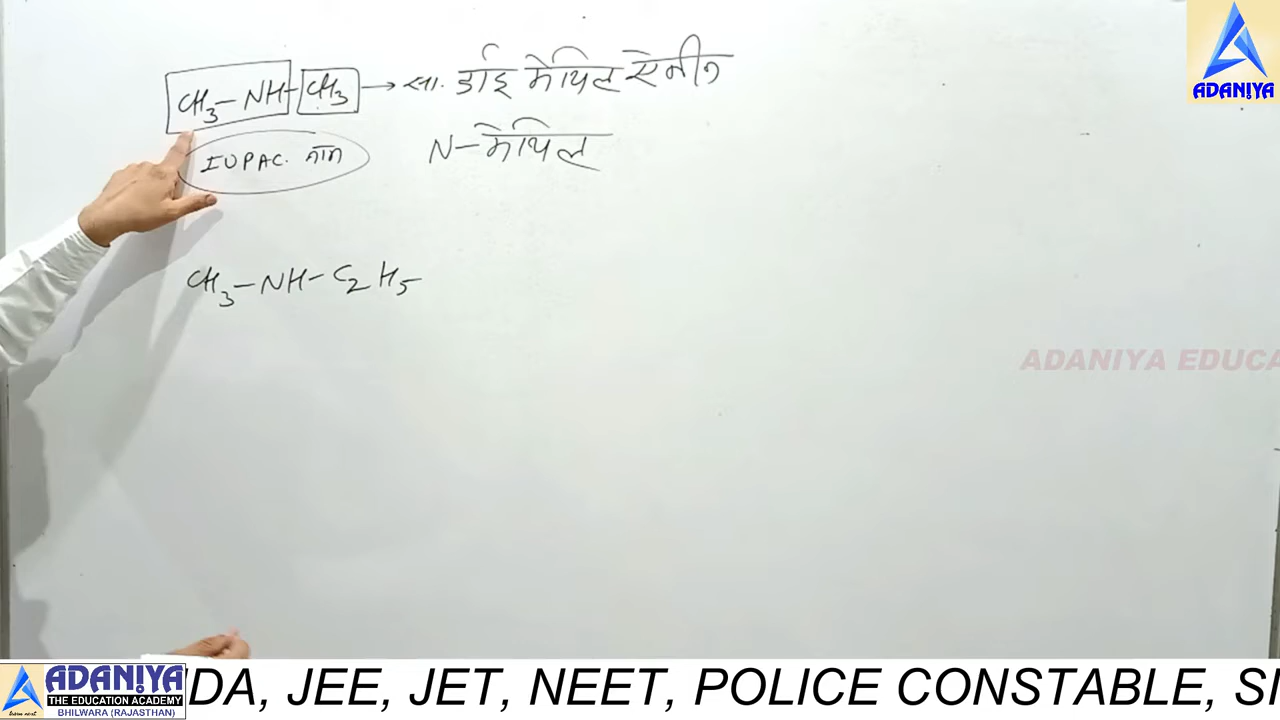 CH3-NH-CH3 → सा. डाई मेथिल ऐमीन
IUPAC. नाम
N-मेथिल
CH3-NH-C2H5
ADANIYA
ADANIYA EDUCA
ADANIYA
THE EDUCATION ACADEMY
BHILWARA (RAJASTHAN)
DA, JEE, JET, NEET, POLICE CONSTABLE, SI